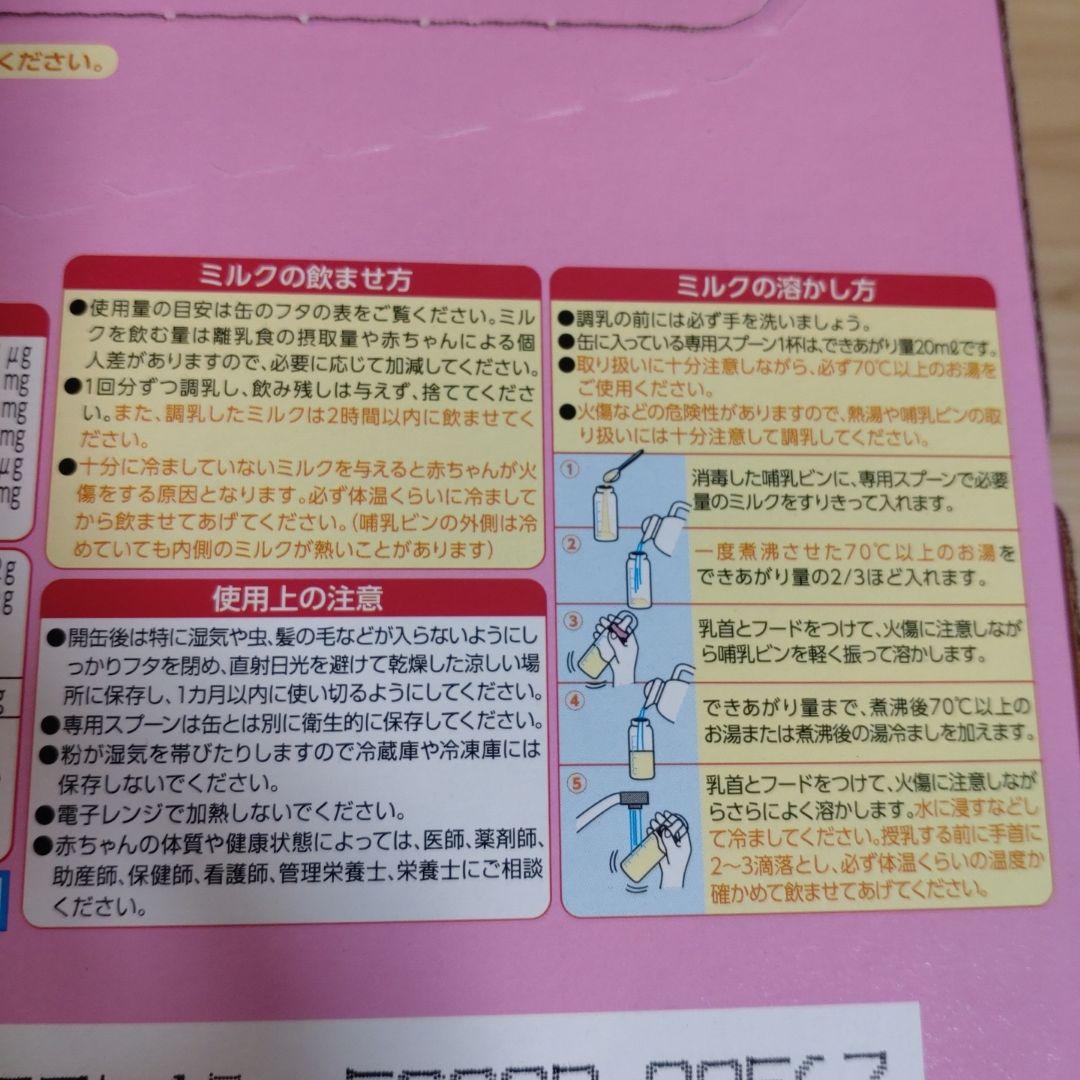 ください。
μg
mg
mg
mg
μg
mg
g
g
g
ミルクの飲ませ方
●使用量の目安は缶のフタの表をご覧ください。ミル
クを飲む量は離乳食の摂取量や赤ちゃんによる個
人差がありますので、必要に応じて加減してください。
●1回分ずつ調乳し、飲み残しは与えず、捨ててくださ
い。また、調乳したミルクは2時間以内に飲ませてく
ださい。
●十分に冷ましていないミルクを与えると赤ちゃんが火
傷をする原因となります。必ず体温くらいに冷まして
から飲ませてあげてください。(哺乳ビンの外側は冷
めていても内側のミルクが熱いことがあります)
使用上の注意
●開缶後は特に湿気や虫、髪の毛などが入らないようにし
っかりフタを閉め、直射日光を避けて乾燥した涼しい場
所に保存し、1カ月以内に使い切るようにしてください。
●専用スプーンは缶とは別に衛生的に保存してください。
●粉が湿気を帯びたりしますので冷蔵庫や冷凍庫には
保存しないでください。
●電子レンジで加熱しないでください。
●赤ちゃんの体質や健康状態によっては、医師、薬剤師、
助産師、保健師、看護師、管理栄養士、栄養士にご相談
ください。
ミルクの溶かし方
●調乳の前には必ず手を洗いましょう。
●缶に入っている専用スプーン1杯は、できあがり量20mlです。
●取り扱いに十分注意しながら、必ず70℃以上のお湯を
ご使用ください。
●火傷などの危険性がありますので、熱湯や哺乳ビンの取
り扱いには十分注意して調乳してください。
①
消毒した哺乳ビンに、専用スプーンで必要
量のミルクをすりきって入れます。
②
一度煮沸させた70℃以上のお湯を
できあがり量の2/3ほど入れます。
③
乳首とフードをつけて、火傷に注意しなが
ら哺乳ビンを軽く振って溶かします。
④
できあがり量まで、煮沸後70℃以上の
お湯または煮沸後の湯冷ましを加えます。
⑤
乳首とフードをつけて、火傷に注意しなが
らさらによく溶かします。水に浸すなどし
て冷ましてください。授乳する前に手首に
2〜3滴落とし、必ず体温くらいの温度か
確かめて飲ませてあげてください。